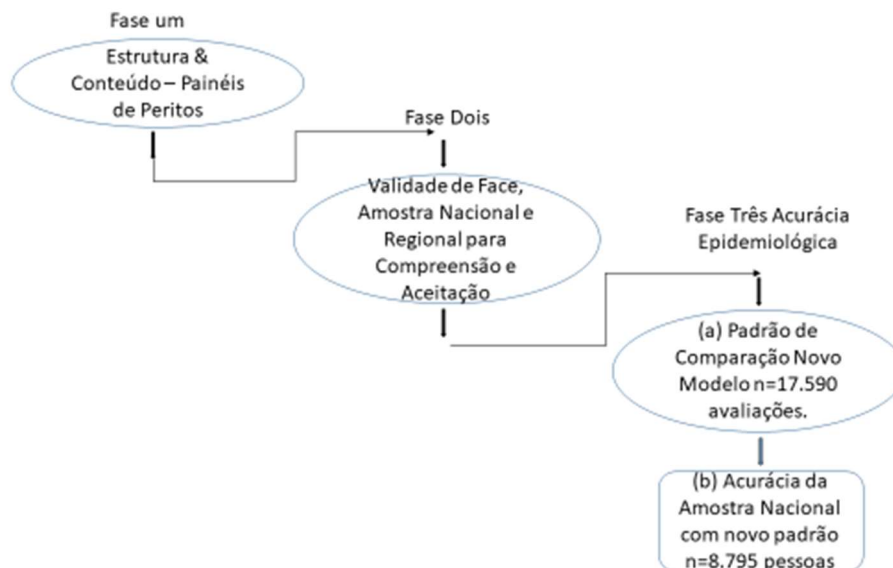 Fase um
Estrutura &
Conteúdo – Painéis
de Peritos
Fase Dois
Validade de Face,
Amostra Nacional e
Regional para
Compreensão e
Aceitação
Fase Três Acurácia
Epidemiológica
(a) Padrão de
Comparação Novo
Modelo n=17.590
avaliações.
(b) Acurácia da
Amostra Nacional
com novo padrão
n=8.795 pessoas